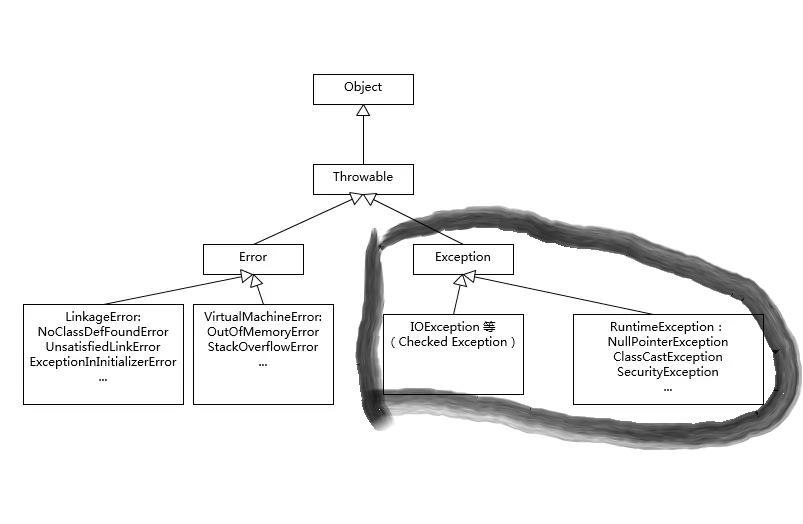 Object
Throwable
Error
Exception
LinkageError:
NoClassDefFoundError
UnsatisfiedLinkError
ExceptionInInitializerError
...
VirtualMachineError:
OutOfMemoryError
StackOverflowError
...
IOException 等
（Checked Exception）
RuntimeException：
NullPointerException
ClassCastException
SecurityException
...